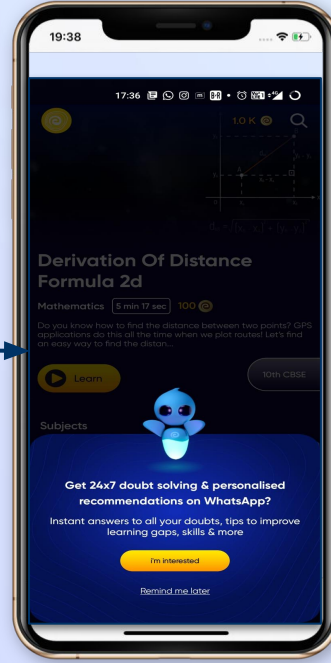 19:38
17:36
1.0 K
Derivation Of Distance
Formula 2d
Mathematics 5 min 17 sec 100
Do you know how to find the distance between two points? GPS
applications do this all the time when we plot routes! Let's find
an easy way to find the distan...
Learn
10th CBSE
Subjects
Get 24x7 doubt solving & personalised
recommendations on WhatsApp?
Instant answers to all your doubts, tips to improve
learning gaps, skills & more
i'm interested
Remind me later